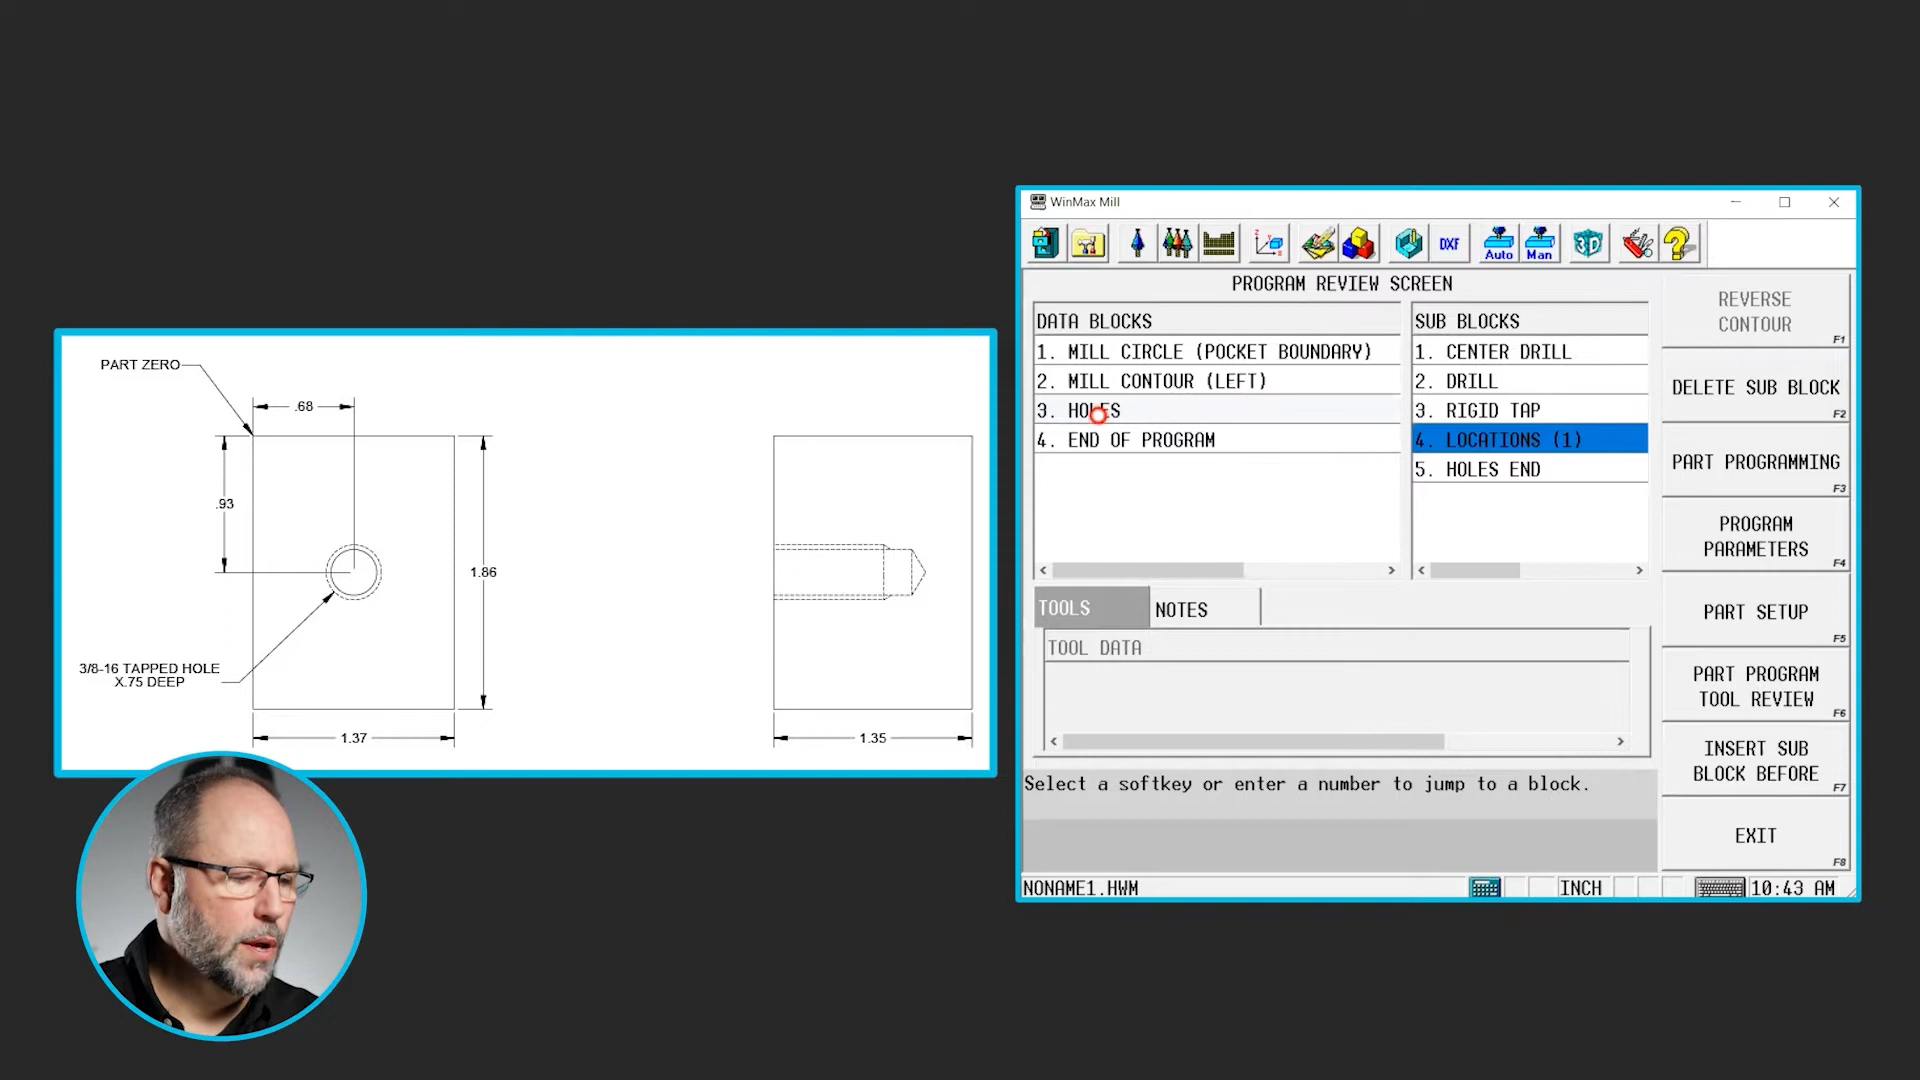 PART ZERO
.68
.93
1.86
3/8-16 TAPPED HOLE
X.75 DEEP
1.37
1.35
WinMax Mill
DXF
Auto
Man
3D
PROGRAM REVIEW SCREEN
DATA BLOCKS
1. MILL CIRCLE (POCKET BOUNDARY)
2. MILL CONTOUR (LEFT)
3. HOLES
4. END OF PROGRAM
SUB BLOCKS
1. CENTER DRILL
2. DRILL
3. RIGID TAP
4. LOCATIONS (1)
5. HOLES END
TOOLS
NOTES
TOOL DATA
Select a softkey or enter a number to jump to a block.
REVERSE
CONTOUR
F1
DELETE SUB BLOCK
F2
PART PROGRAMMING
F3
PROGRAM
PARAMETERS
F4
PART SETUP
F5
PART PROGRAM
TOOL REVIEW
F6
INSERT SUB
BLOCK BEFORE
F7
EXIT
F8
NONAME1.HWM
INCH
10:43 AM